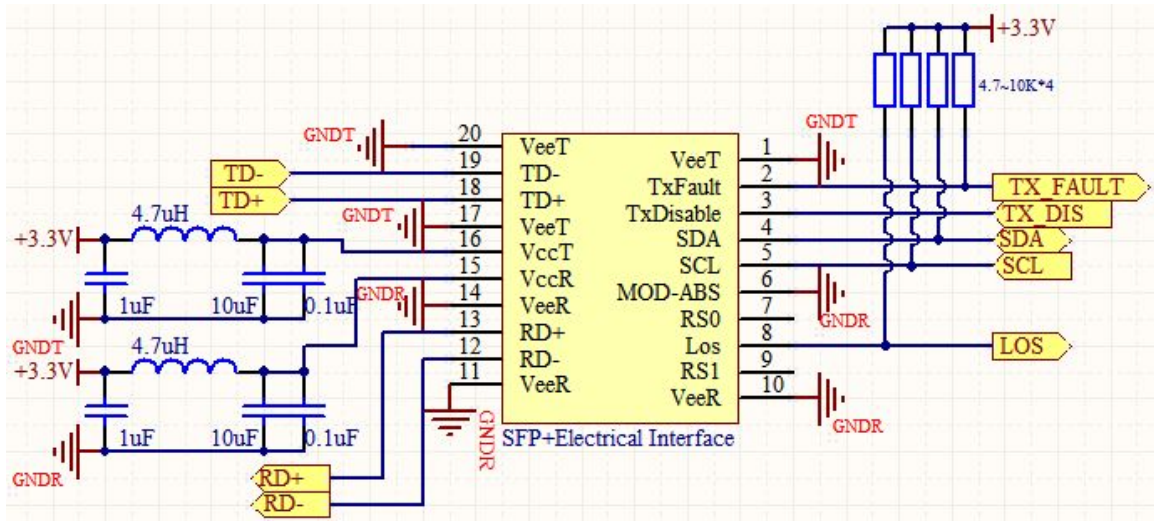 +3.3V
4.7~10K*4
GNDT
20
VeeT
19
TD-
18
TD+
17
VeeT
16
VccT
15
VccR
14
VeeR
13
RD+
12
RD-
11
VeeR
VeeT
1
TxFault
2
TxDisable
3
SDA
4
SCL
5
MOD-ABS
6
RS0
7
Los
8
RS1
9
VeeR
10
GNDT
TX_FAULT
TX_DIS
SDA
SCL
GNDR
LOS
GNDR
TD-
TD+
GNDT
4.7uH
+3.3V
1uF
10uF
0.1uF
GNDR
GNDT
4.7uH
+3.3V
1uF
10uF
0.1uF
GNDR
GNDR
SFP+Electrical Interface
RD+
RD-